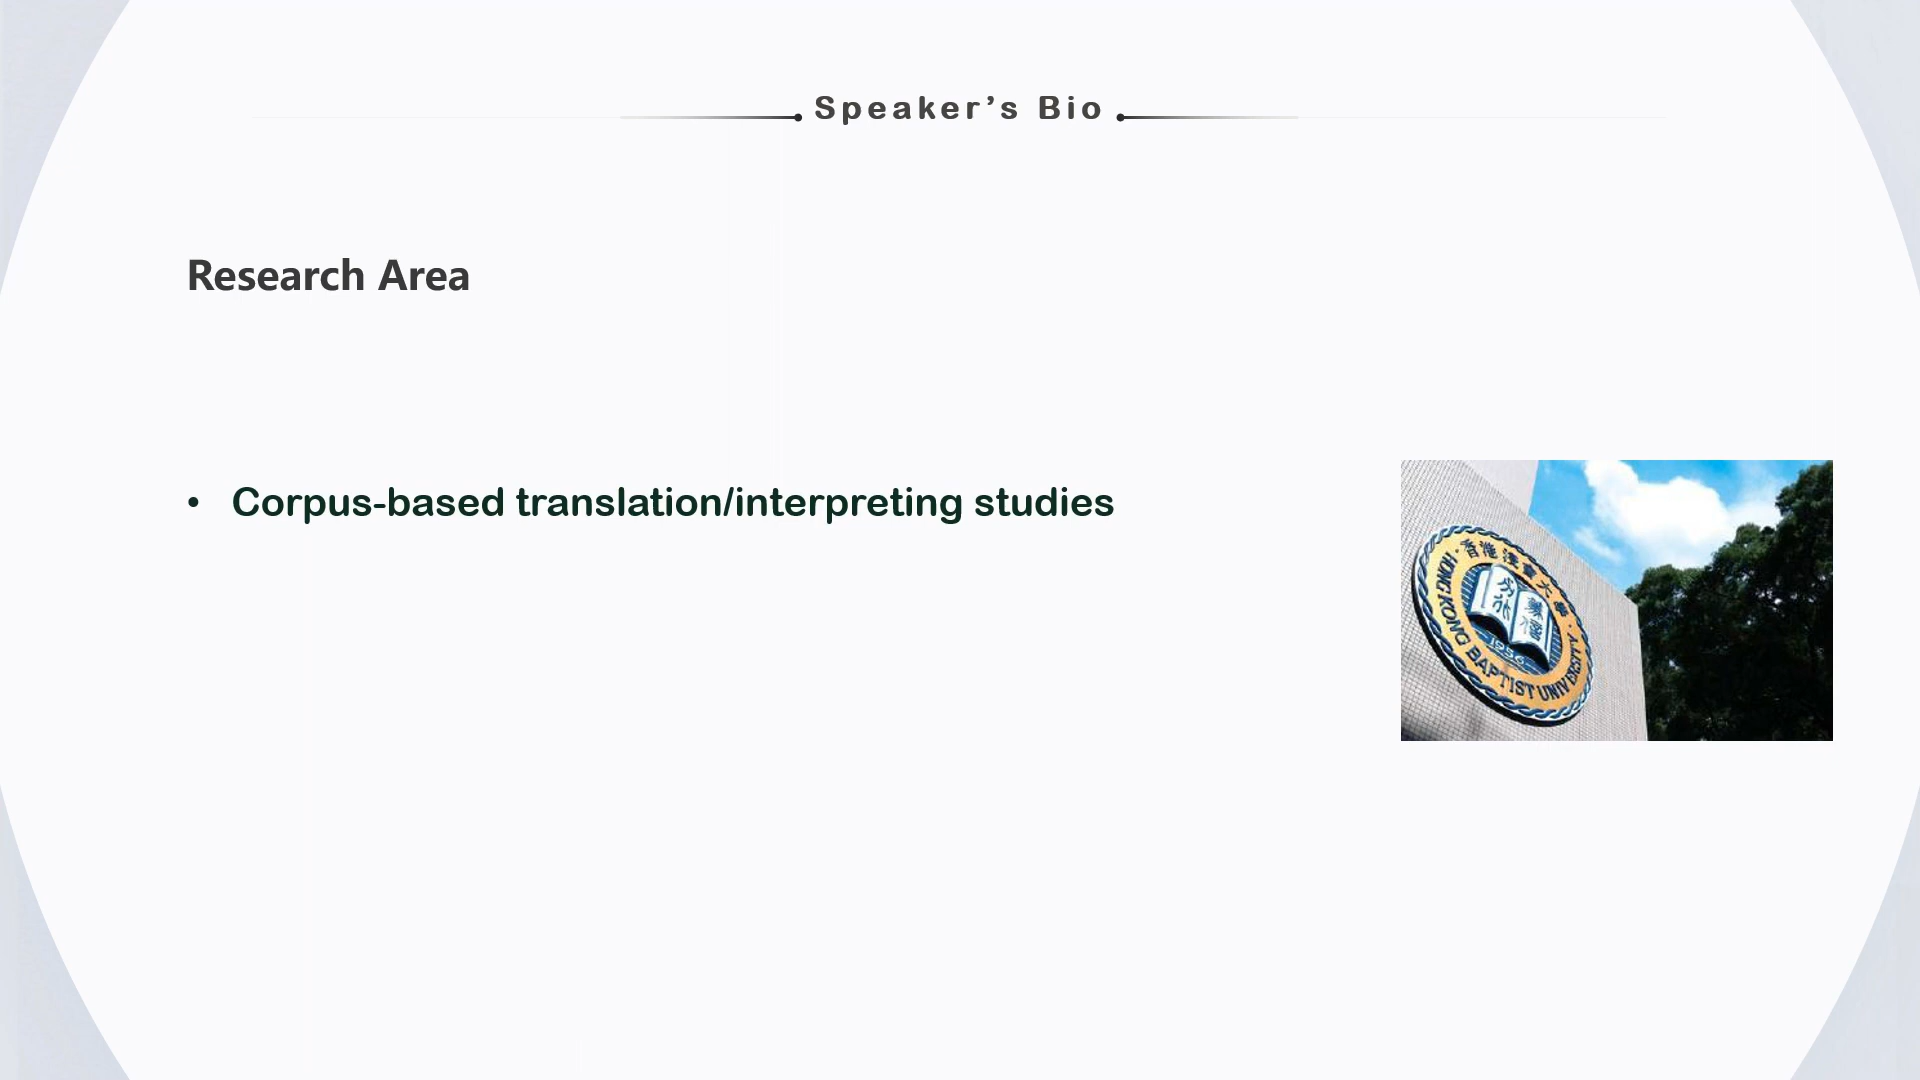 Speaker’s Bio
Research Area
• Corpus-based translation/interpreting studies
香港浸會大學
HONG KONG BAPTIST UNIVERSITY
1956